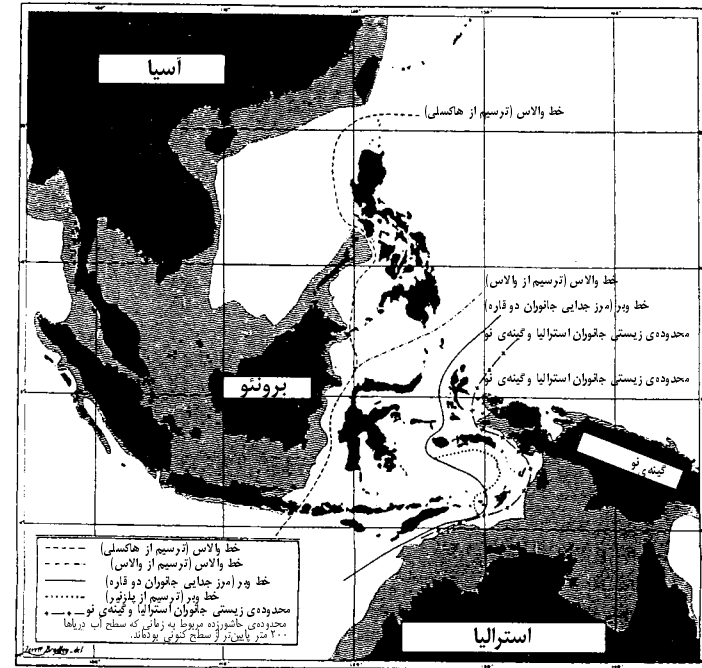 آسیا
خط والاس (ترسیم از هاکسلی)
خط والاس (ترسیم از والاس)
خط وبر (مرز جدایی جانوران دو قاره)
محدوده‌ی زیستی جانوران استرالیا و گینه‌ی نو
محدوده‌ی زیستی جانوران استرالیا و گینه‌ی نو
برونئو
گینه‌ی نو
خط والاس (ترسیم از هاکسلی)
خط والاس (ترسیم از والاس)
خط وبر (مرز جدایی جانوران دو قاره)
خط وبر (ترسیم از پلزنیر)
محدوده‌ی زیستی جانوران استرالیا و گینه‌ی نو
محدوده‌ی حاشورزده مربوط به زمانی که سطح آب دریاها
۲۰۰ متر پایین‌تر از سطح کنونی بوده‌اند.
استرالیا